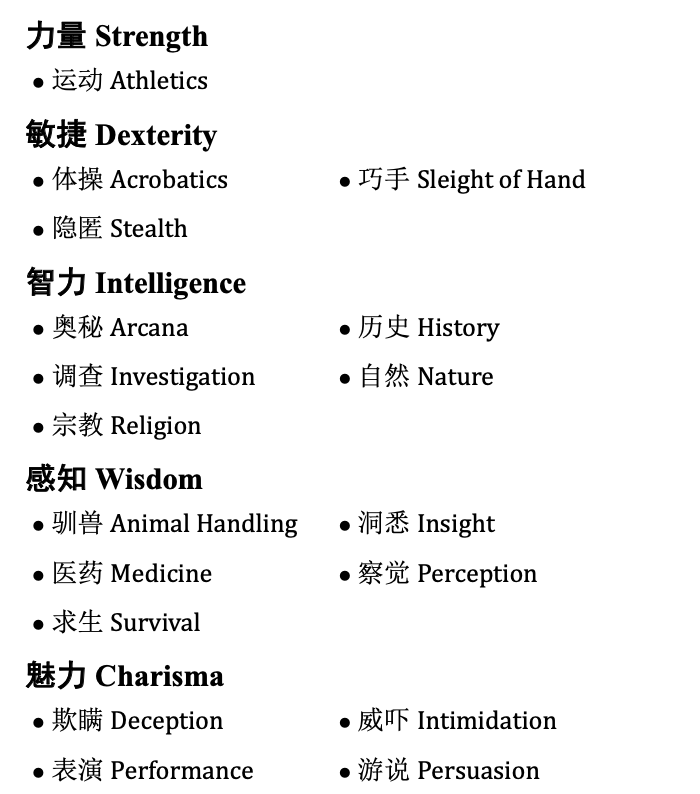 力量 Strength
• 运动 Athletics
敏捷 Dexterity
• 体操 Acrobatics • 巧手 Sleight of Hand
• 隐匿 Stealth
智力 Intelligence
• 奥秘 Arcana • 历史 History
• 调查 Investigation • 自然 Nature
• 宗教 Religion
感知 Wisdom
• 驯兽 Animal Handling • 洞悉 Insight
• 医药 Medicine • 察觉 Perception
• 求生 Survival
魅力 Charisma
• 欺瞒 Deception • 威吓 Intimidation
• 表演 Performance • 游说 Persuasion